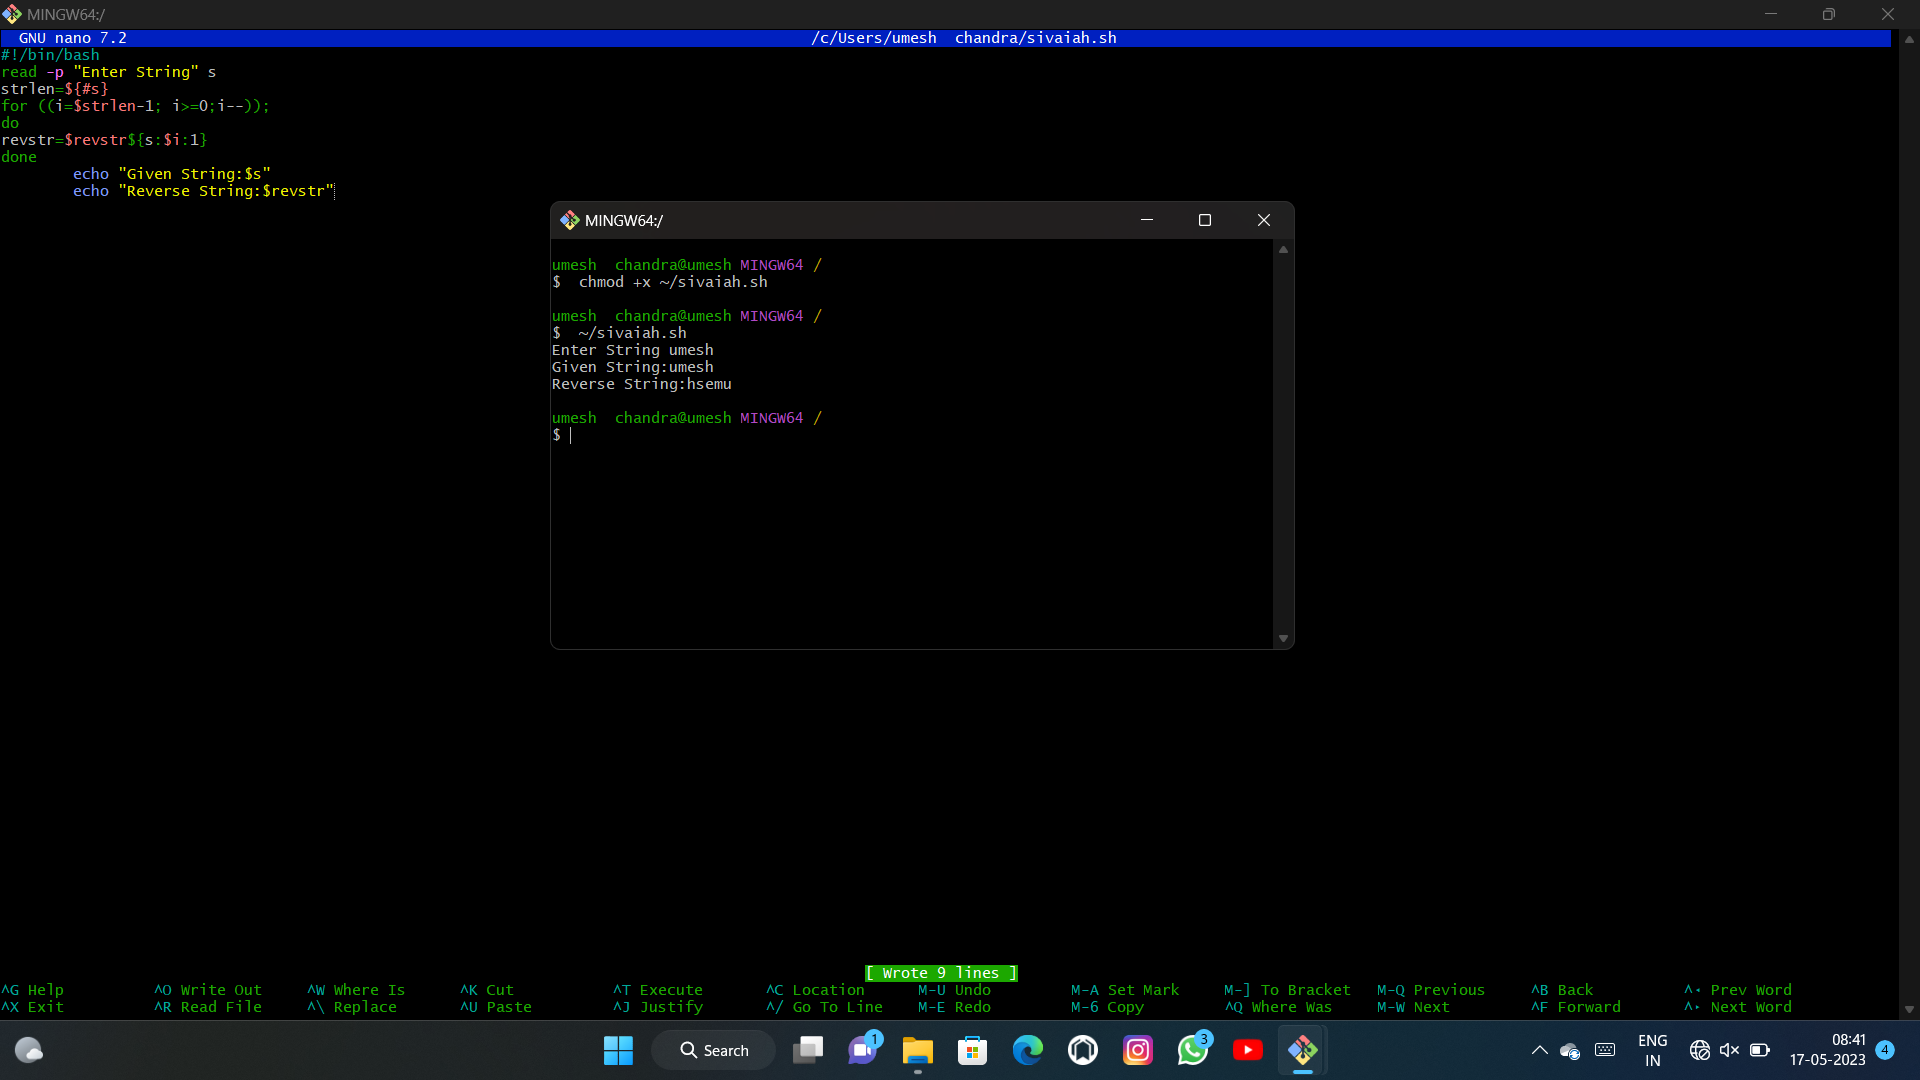 MINGW64:/
GNU nano 7.2 /c/Users/umesh  chandra/sivaiah.sh
#!/bin/bash
read -p "Enter String" s
strlen=${#s}
for ((i=$strlen-1; i>=0;i--));
do
revstr=$revstr${s:$i:1}
done
        echo "Given String:$s"
        echo "Reverse String:$revstr"
MINGW64:/
umesh  chandra@umesh MINGW64 /
$  chmod +x ~/sivaiah.sh
umesh  chandra@umesh MINGW64 /
$  ~/sivaiah.sh
Enter String umesh
Given String:umesh
Reverse String:hsemu
umesh  chandra@umesh MINGW64 /
$
[ Wrote 9 lines ]
^G Help ^O Write Out ^W Where Is ^K Cut ^T Execute ^C Location M-U Undo M-A Set Mark M-] To Bracket M-Q Previous ^B Back ^◂ Prev Word
^X Exit ^R Read File ^\ Replace ^U Paste ^J Justify ^/ Go To Line M-E Redo M-6 Copy ^Q Where Was M-W Next ^F Forward ^▸ Next Word
Search
1
3
ENG
IN
08:41
17-05-2023
4